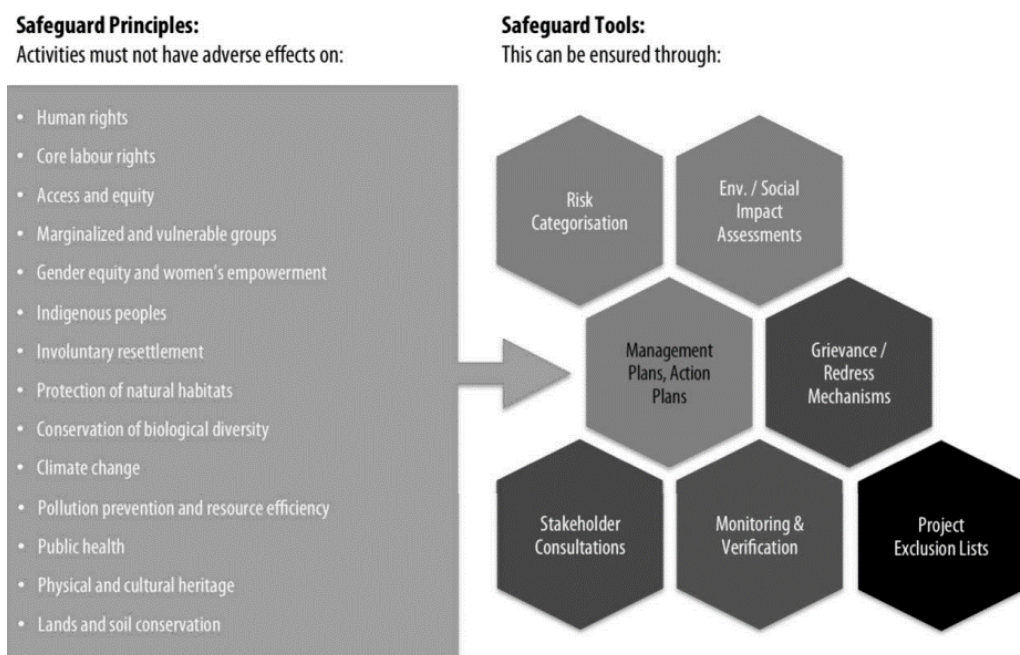 Safeguard Principles:
Activities must not have adverse effects on:
• Human rights
• Core labour rights
• Access and equity
• Marginalized and vulnerable groups
• Gender equity and women's empowerment
• Indigenous peoples
• Involuntary resettlement
• Protection of natural habitats
• Conservation of biological diversity
• Climate change
• Pollution prevention and resource efficiency
• Public health
• Physical and cultural heritage
• Lands and soil conservation
Safeguard Tools:
This can be ensured through:
Risk
Categorisation
Env. / Social
Impact
Assessments
Management
Plans, Action
Plans
Grievance /
Redress
Mechanisms
Stakeholder
Consultations
Monitoring &
Verification
Project
Exclusion Lists